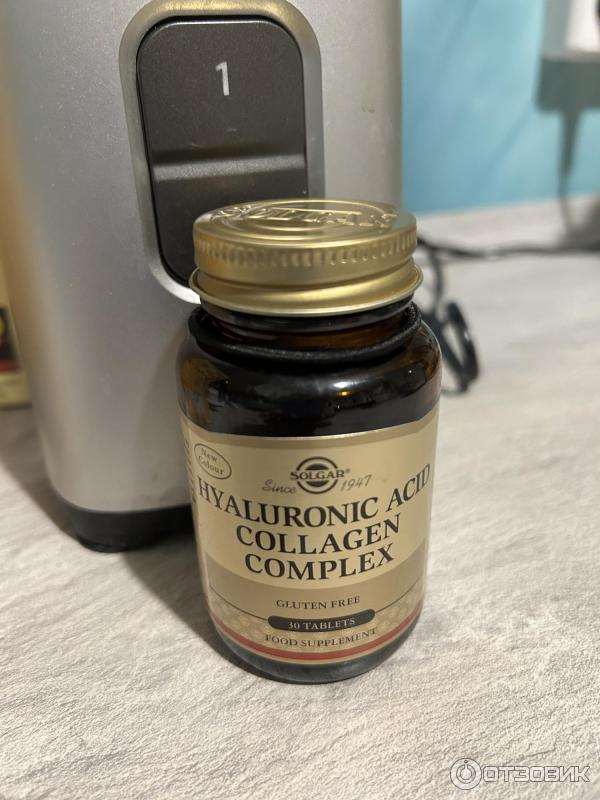 1
New
Colour
SOLGAR®
Since 1947
HYALURONIC ACID
COLLAGEN
COMPLEX
GLUTEN FREE
30 TABLETS
FOOD SUPPLEMENT
ОТЗОВИК